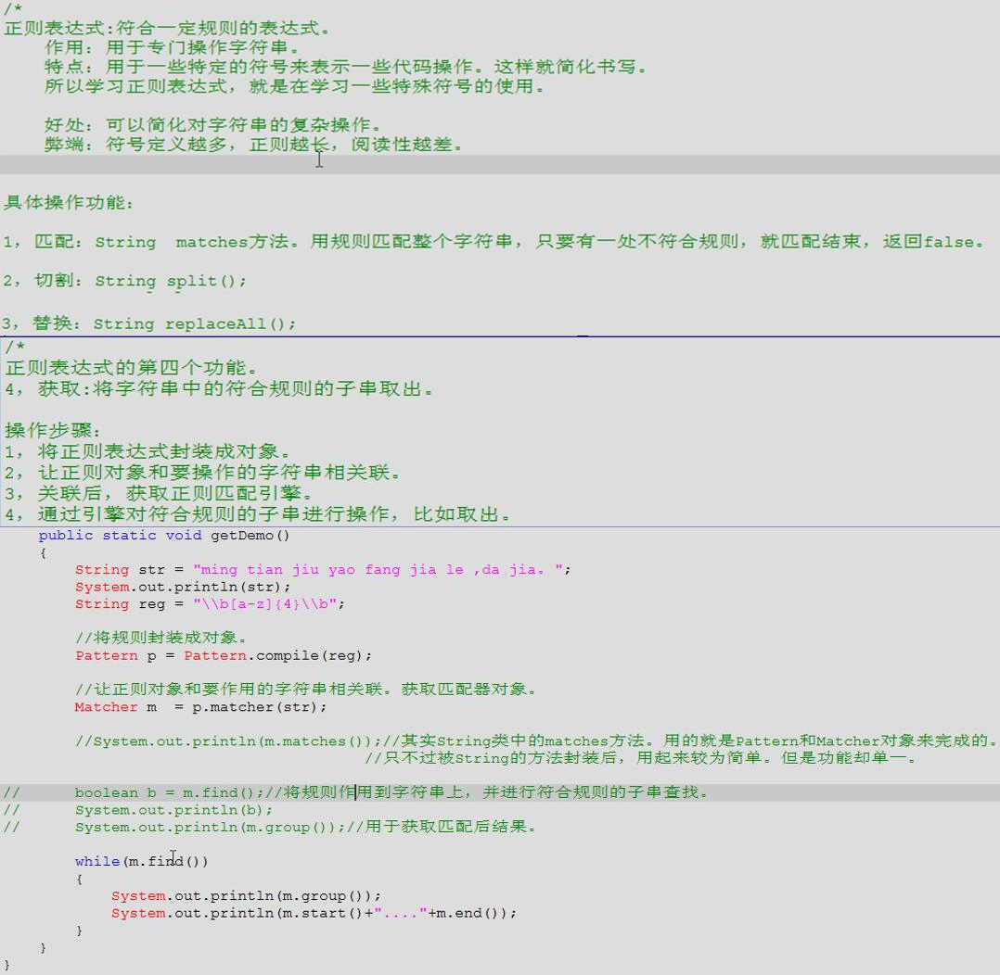 /*
正则表达式:符合一定规则的表达式。
    作用: 用于专门操作字符串。
    特点: 用于一些特定的符号来表示一些代码操作。这样就简化书写。
    所以学习正则表达式, 就是在学习一些特殊符号的使用。

    好处: 可以简化对字符串的复杂操作。
    弊端: 符号定义越多, 正则越长, 阅读性越差。

具体操作功能:

1, 匹配: String  matches方法。用规则匹配整个字符串, 只要有一处不符合规则, 就匹配结束, 返回false。

2, 切割: String split();

3, 替换: String replaceAll();
/*
正则表达式的第四个功能。
4, 获取:将字符串中的符合规则的子串取出。

操作步骤:
1, 将正则表达式封装成对象。
2, 让正则对象和要操作的字符串相关联。
3, 关联后, 获取正则匹配引擎。
4, 通过引擎对符合规则的子串进行操作, 比如取出。
    public static void getDemo()
    {
        String str = "ming tian jiu yao fang jia le ,da jia。 ";
        System.out.println(str);
        String reg = "\\b[a-z]{4}\\b";

        //将规则封装成对象。
        Pattern p = Pattern.compile(reg);

        //让正则对象和要作用的字符串相关联。获取匹配器对象。
        Matcher m  = p.matcher(str);

        //System.out.println(m.matches());//其实String类中的matches方法。用的就是Pattern和Matcher对象来完成的。
                                        //只不过被String的方法封装后, 用起来较为简单。但是功能却单一。

//      boolean b = m.find();//将规则作用到字符串上, 并进行符合规则的子串查找。
//      System.out.println(b);
//      System.out.println(m.group());//用于获取匹配后结果。

        while(m.find())
        {
            System.out.println(m.group());
            System.out.println(m.start()+"...."+m.end());
        }
    }
}